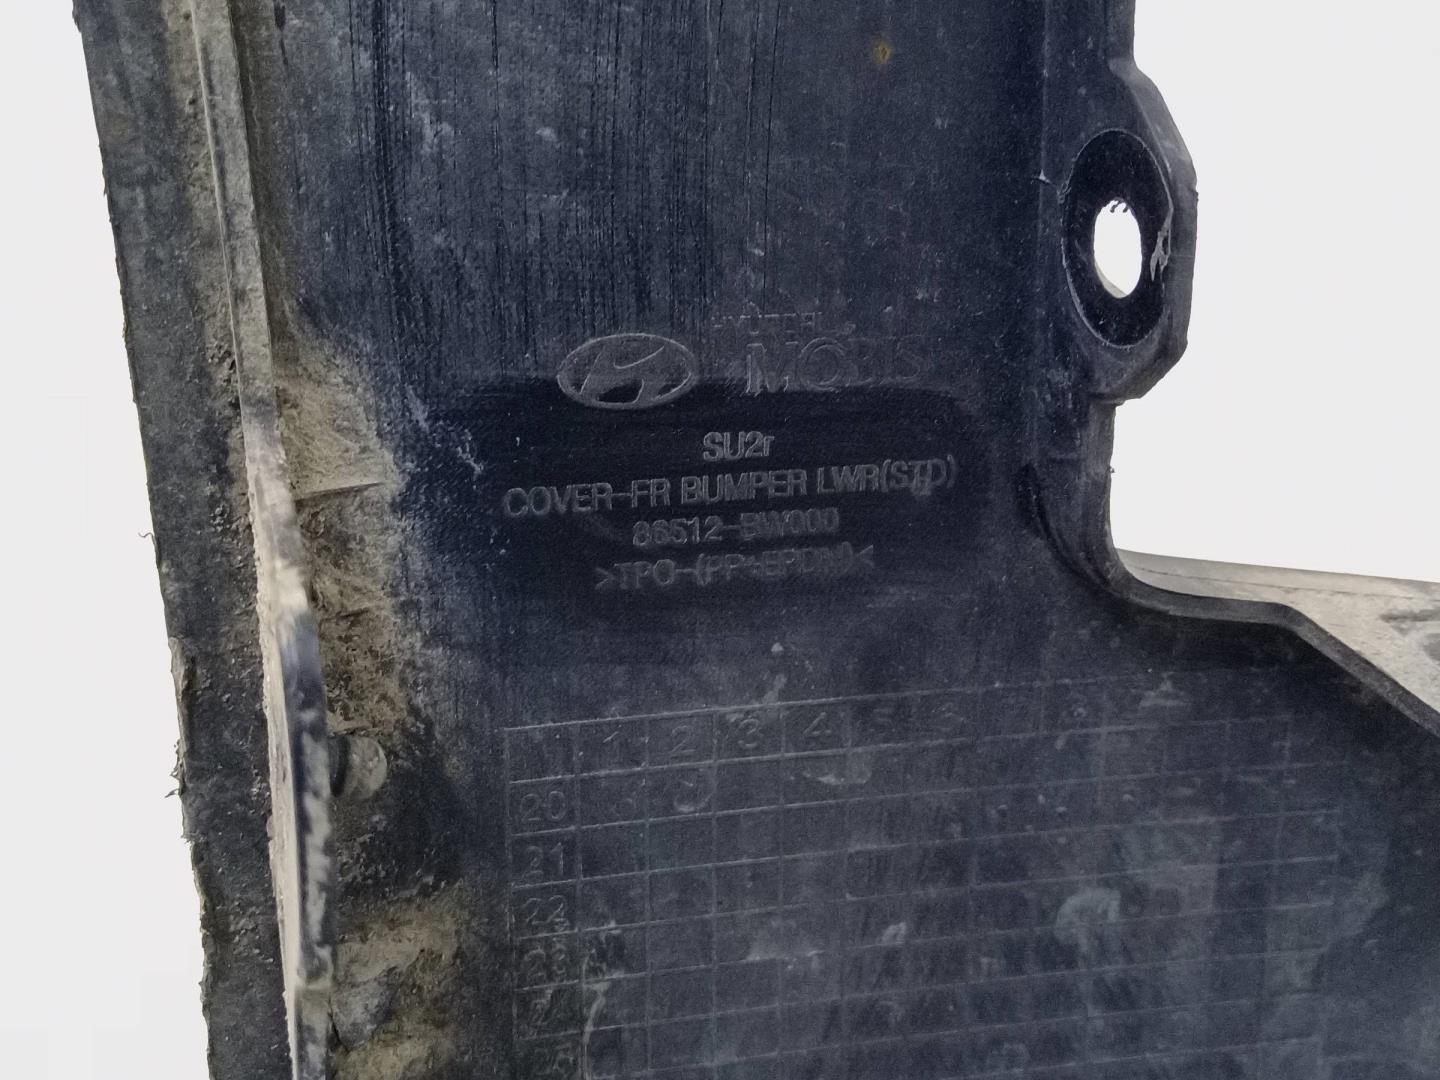 MOBIS
SU2r
COVER-FR BUMPER LWR(STD)
86512-BW000
>TPO-(PP+EPDM)<
1 2 3 4 5 6
20
21
22
23